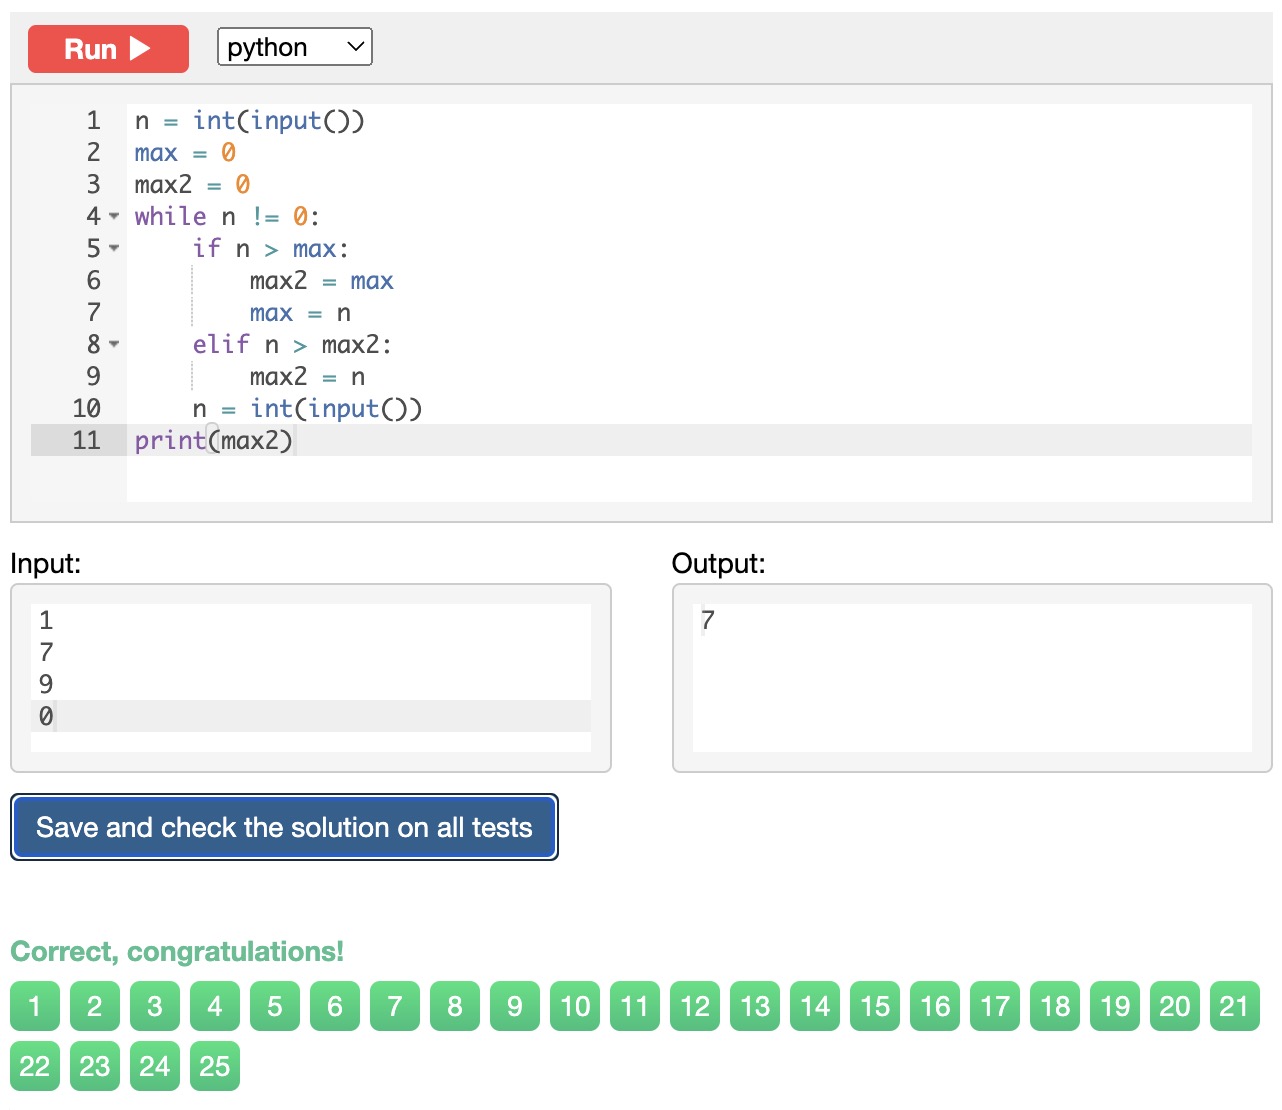 Run python
1 n = int(input())
2 max = 0
3 max2 = 0
4 while n != 0:
5     if n > max:
6         max2 = max
7         max = n
8     elif n > max2:
9         max2 = n
10     n = int(input())
11 print(max2)
Input:
1
7
9
0
Output:
7
Save and check the solution on all tests
Correct, congratulations!
1 2 3 4 5 6 7 8 9 10 11 12 13 14 15 16 17 18 19 20 21
22 23 24 25